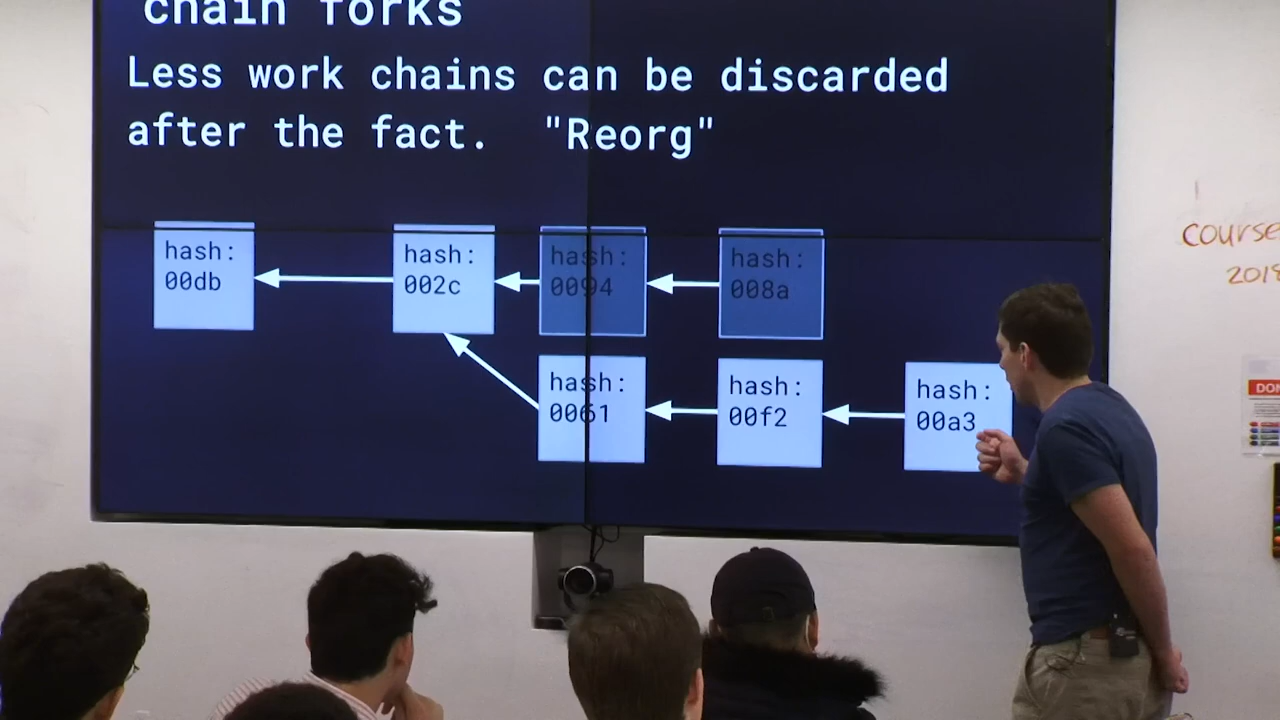 chain forks
Less work chains can be discarded
after the fact.  "Reorg"
hash:
00db
hash:
002c
hash:
0094
hash:
008a
hash:
0061
hash:
00f2
hash:
00a3
course
2018